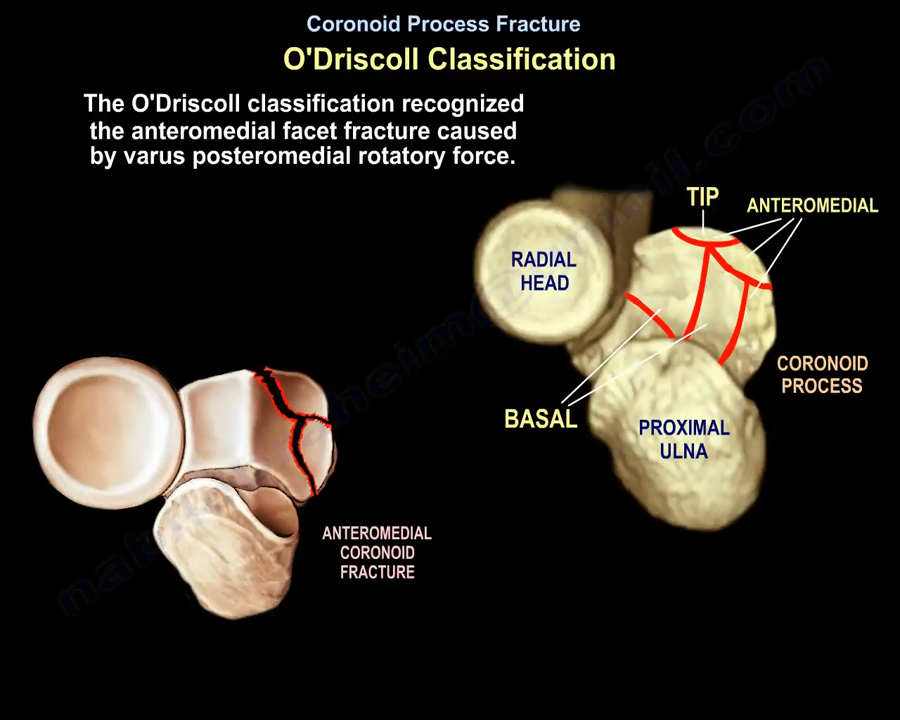 Coronoid Process Fracture
O'Driscoll Classification
The O'Driscoll classification recognized
the anteromedial facet fracture caused
by varus posteromedial rotatory force.
TIP
ANTEROMEDIAL
RADIAL
HEAD
CORONOID
PROCESS
BASAL
PROXIMAL
ULNA
ANTEROMEDIAL
CORONOID
FRACTURE